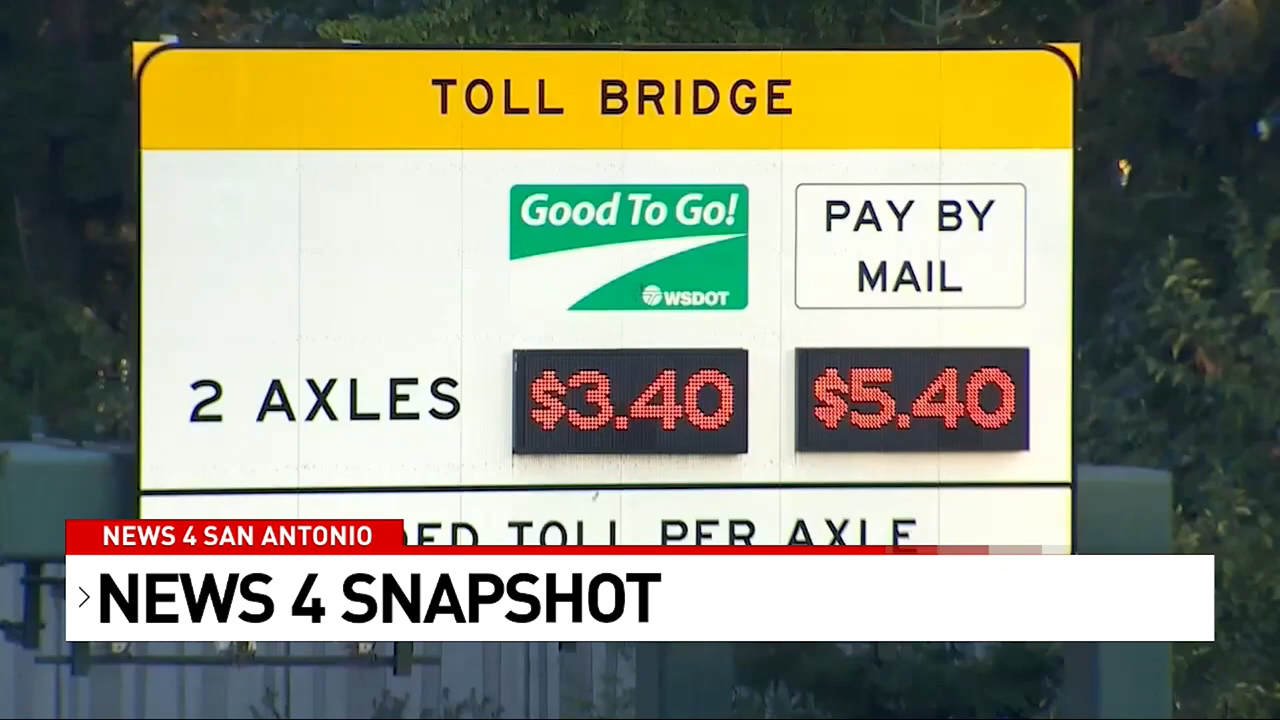 TOLL BRIDGE
Good To Go!
WSDOT
PAY BY
MAIL
2 AXLES $3.40 $5.40
TOLL PER AXLE
NEWS 4 SAN ANTONIO
NEWS 4 SNAPSHOT